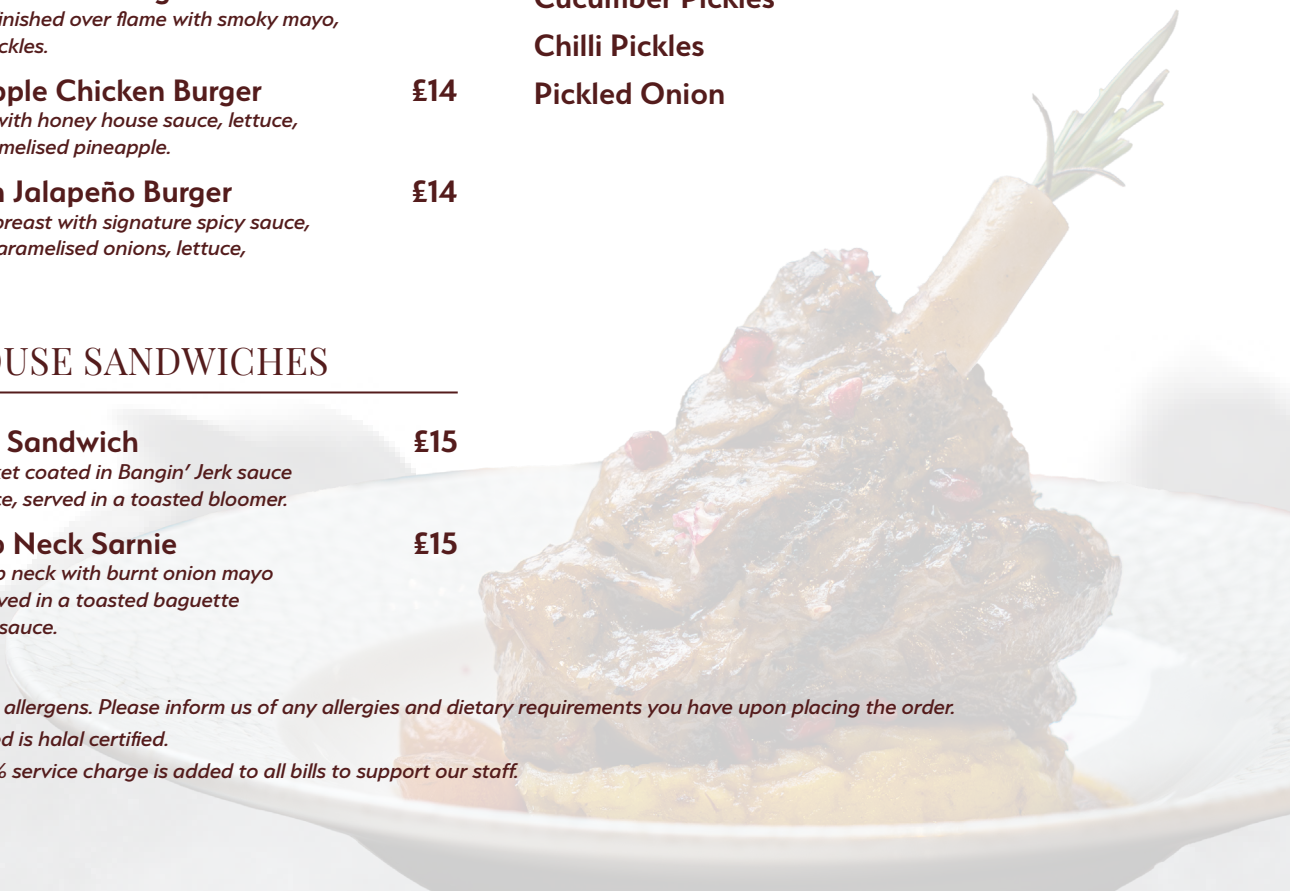 inished over flame with smoky mayo,
ckles.
pple Chicken Burger £14
with honey house sauce, lettuce,
melised pineapple.
n Jalapeño Burger £14
breast with signature spicy sauce,
aramelised onions, lettuce,
OUSE SANDWICHES
Sandwich £15
ket coated in Bangin’ Jerk sauce
ce, served in a toasted bloomer.
b Neck Sarnie £15
b neck with burnt onion mayo
ved in a toasted baguette
sauce.
Cucumber Pickles
Chilli Pickles
Pickled Onion
allergens. Please inform us of any allergies and dietary requirements you have upon placing the order.
ed is halal certified.
% service charge is added to all bills to support our staff.